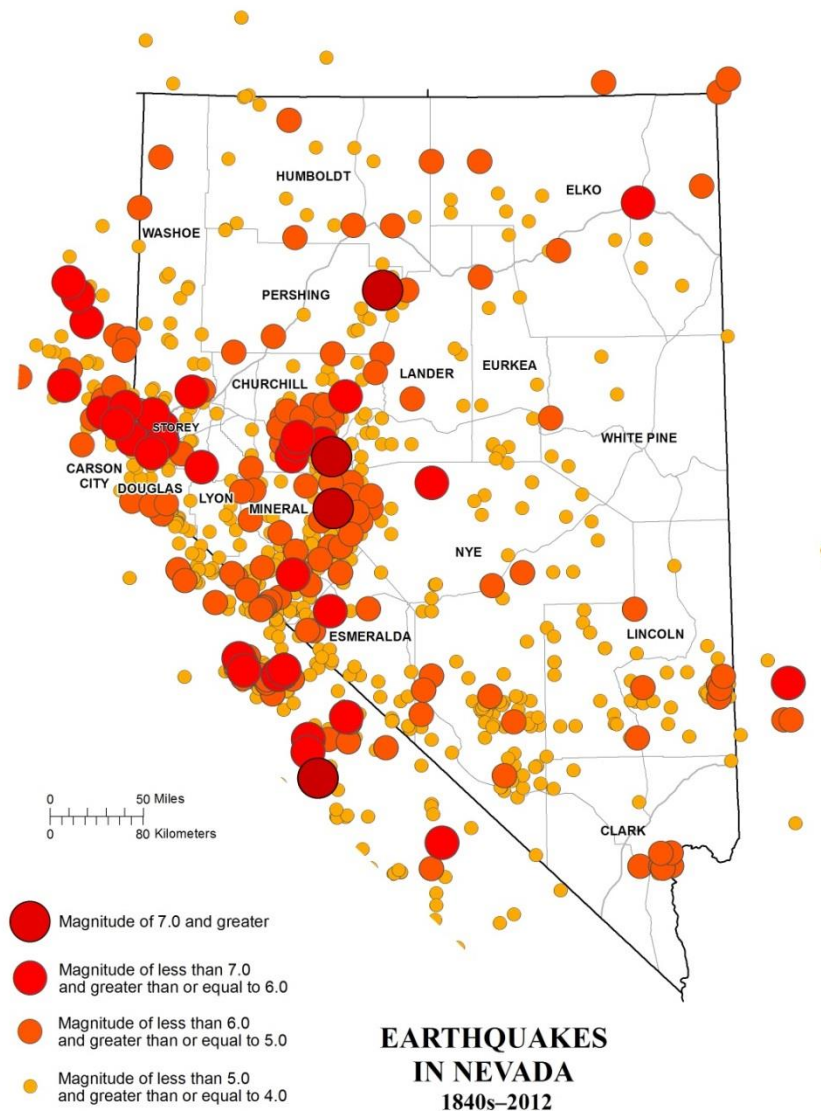 HUMBOLDT
ELKO
WASHOE
PERSHING
LANDER
EURKEA
CHURCHILL
STOREY
WHITE PINE
CARSON
CITY
DOUGLAS
LYON
MINERAL
NYE
ESMERALDA
LINCOLN
CLARK
0 50 Miles
0 80 Kilometers
Magnitude of 7.0 and greater
Magnitude of less than 7.0
and greater than or equal to 6.0
Magnitude of less than 6.0
and greater than or equal to 5.0
Magnitude of less than 5.0
and greater than or equal to 4.0
EARTHQUAKES
IN NEVADA
1840s–2012